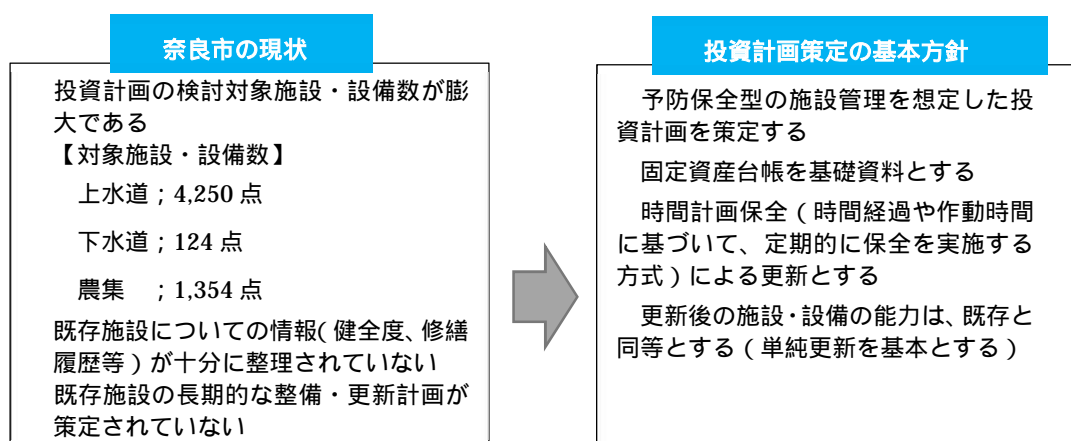 奈良市の現状
投資計画の検討対象施設・設備数が膨
大である
【対象施設・設備数】
上水道；4,250 点
下水道；124 点
農集　；1,354 点
既存施設についての情報(健全度、修繕
履歴等）が十分に整理されていない
既存施設の長期的な整備・更新計画が
策定されていない
投資計画策定の基本方針
予防保全型の施設管理を想定した投
資計画を策定する
固定資産台帳を基礎資料とする
時間計画保全（時間経過や作動時間
に基づいて、定期的に保全を実施する
方式）による更新とする
更新後の施設・設備の能力は、既存と
同等とする（単純更新を基本とする）